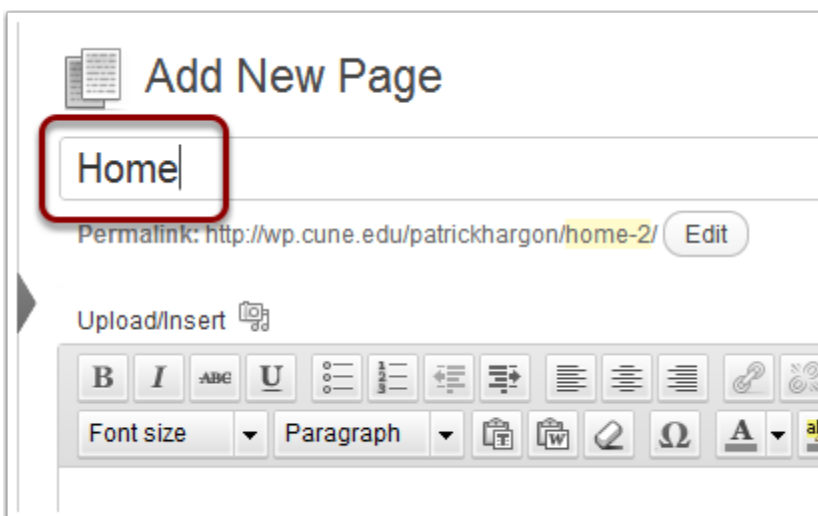 Add New Page
Home
Permalink: http://wp.cune.edu/patrickhargon/home-2/ Edit
Upload/Insert
B I ABC U
Font size Paragraph T W Ω A